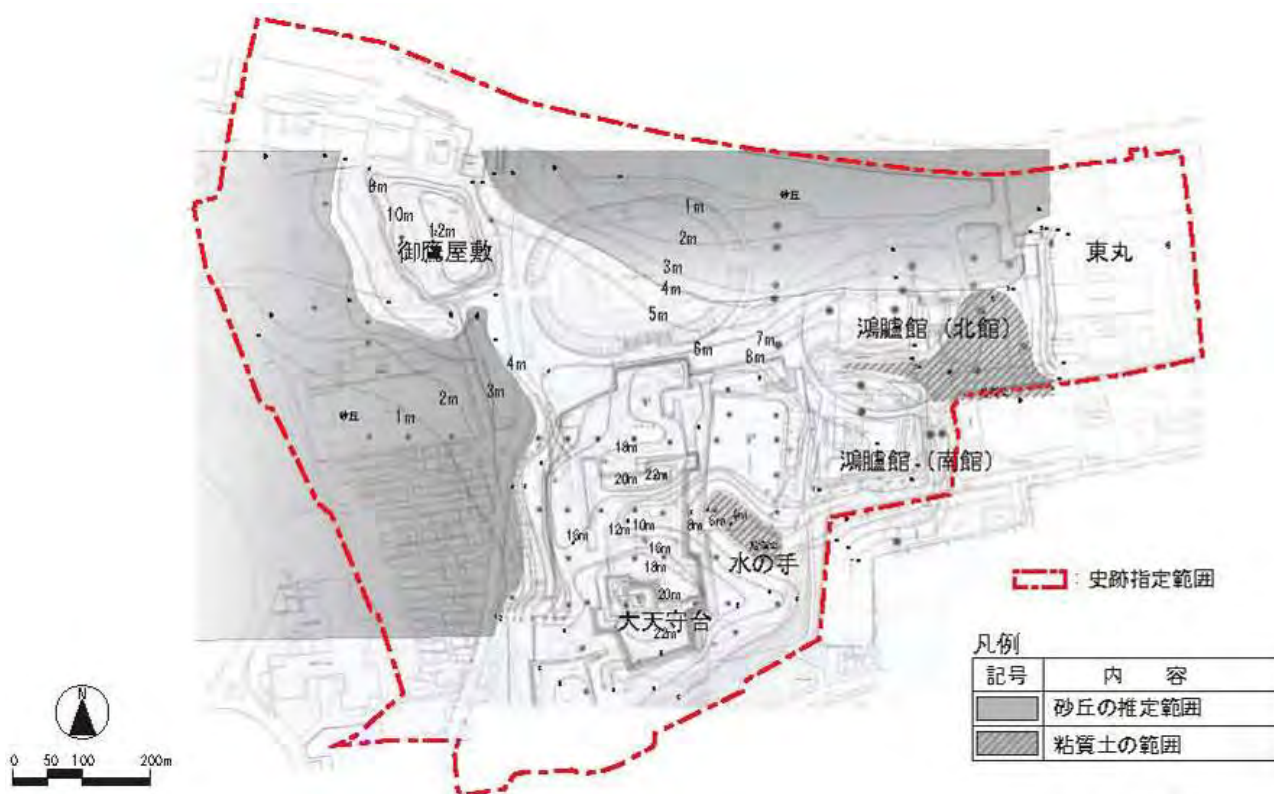 砂丘
8m
10m
12m
御鷹屋敷
1m
2m
3m
4m
5m
東丸
鴻臚館（北館）
7m
6m
8m
4m
3m
2m
1m
砂丘
鴻臚館（南館）
18m
20m
22m
16m
12m
10m
8m
6m
16m
18m
水の手
20m
大天守台
22m
: 史跡指定範囲
凡例
記号 内 容
砂丘の推定範囲
粘質土の範囲
N
0 50 100 200m